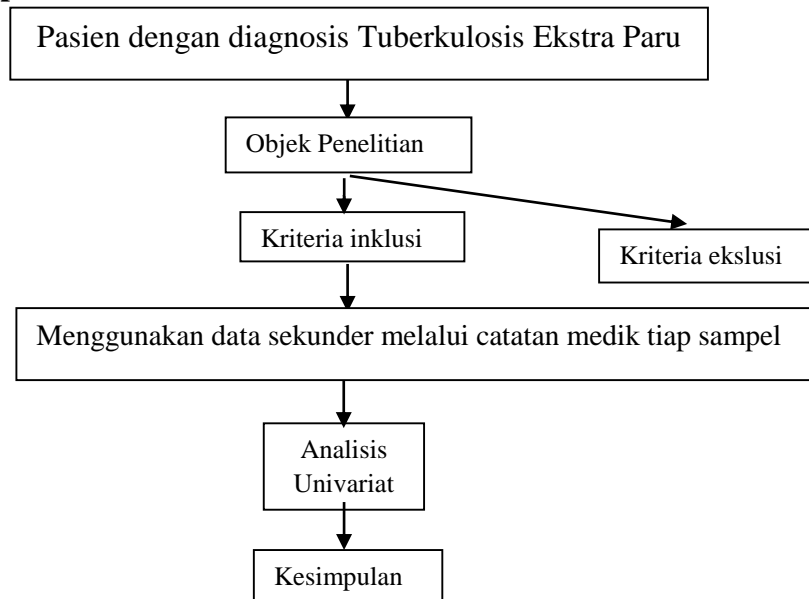 Pasien dengan diagnosis Tuberkulosis Ekstra Paru
Objek Penelitian
Kriteria inklusi
Kriteria ekslusi
Menggunakan data sekunder melalui catatan medik tiap sampel
Analisis
Univariat
Kesimpulan